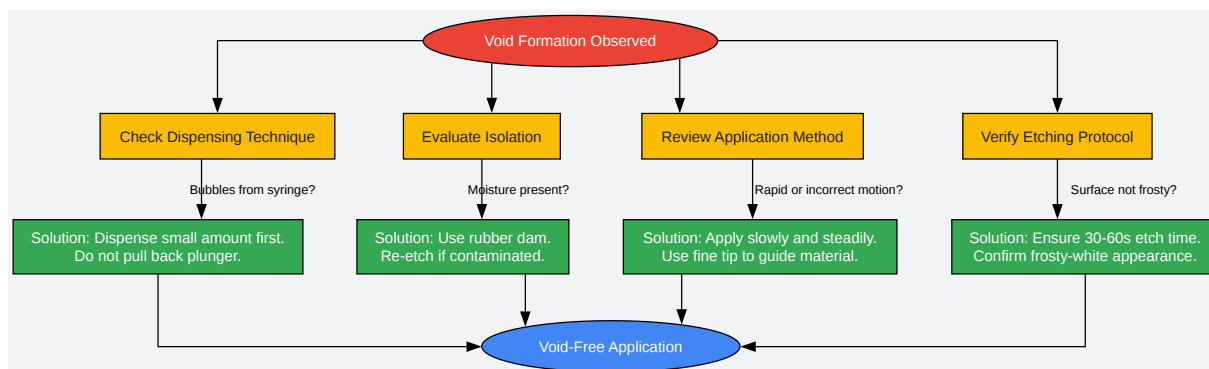 Void Formation Observed
Check Dispensing Technique
Evaluate Isolation
Review Application Method
Verify Etching Protocol
Bubbles from syringe?
Moisture present?
Rapid or incorrect motion?
Surface not frosty?
Solution: Dispense small amount first.
Do not pull back plunger.
Solution: Use rubber dam.
Re-etch if contaminated.
Solution: Apply slowly and steadily.
Use fine tip to guide material.
Solution: Ensure 30-60s etch time.
Confirm frosty-white appearance.
Void-Free Application